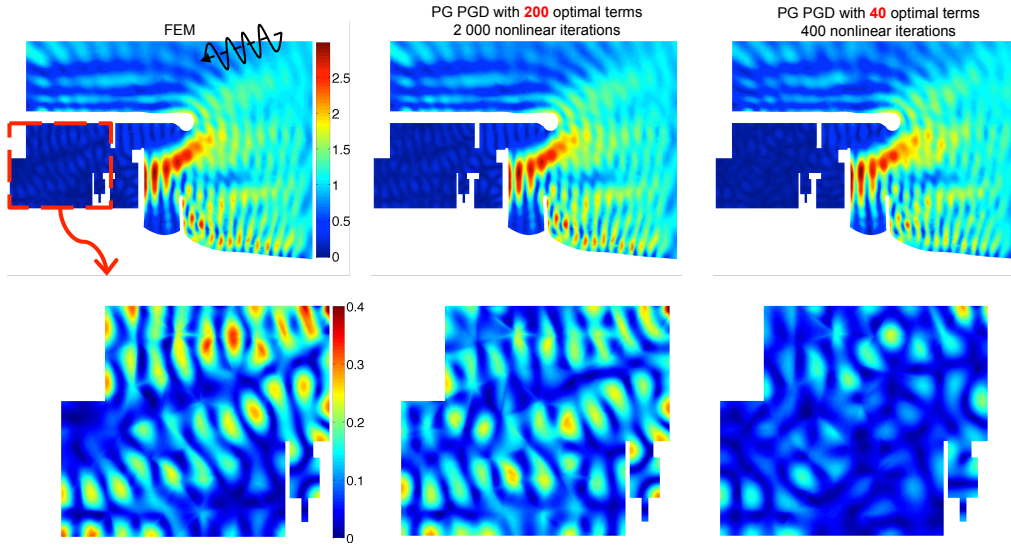 FEM
PG PGD with 200 optimal terms
2 000 nonlinear iterations
PG PGD with 40 optimal terms
400 nonlinear iterations
2.5
2
1.5
1
0.5
0
0.4
0.3
0.2
0.1
0